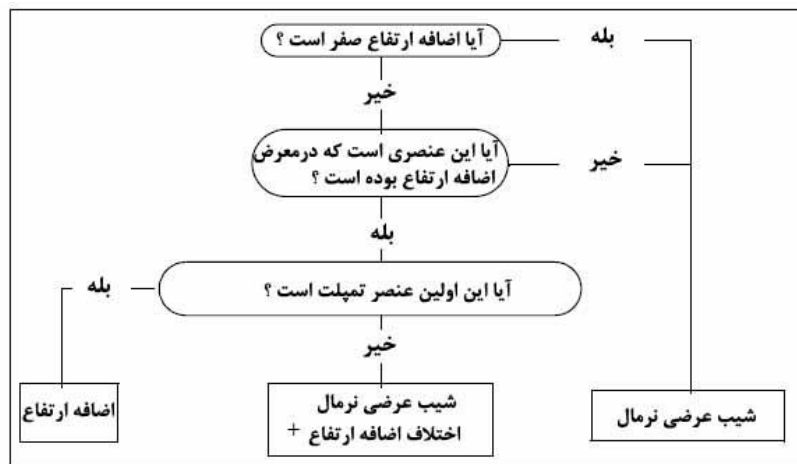 آیا اضافه ارتفاع صفر است ؟
بله
خیر
آیا این عنصری است که درمعرض
اضافه ارتفاع بوده است ؟
خیر
بله
آیا این اولین عنصر تمپلت است ؟
بله
خیر
شیب عرضی نرمال
شیب عرضی نرمال
اختلاف اضافه ارتفاع +
اضافه ارتفاع